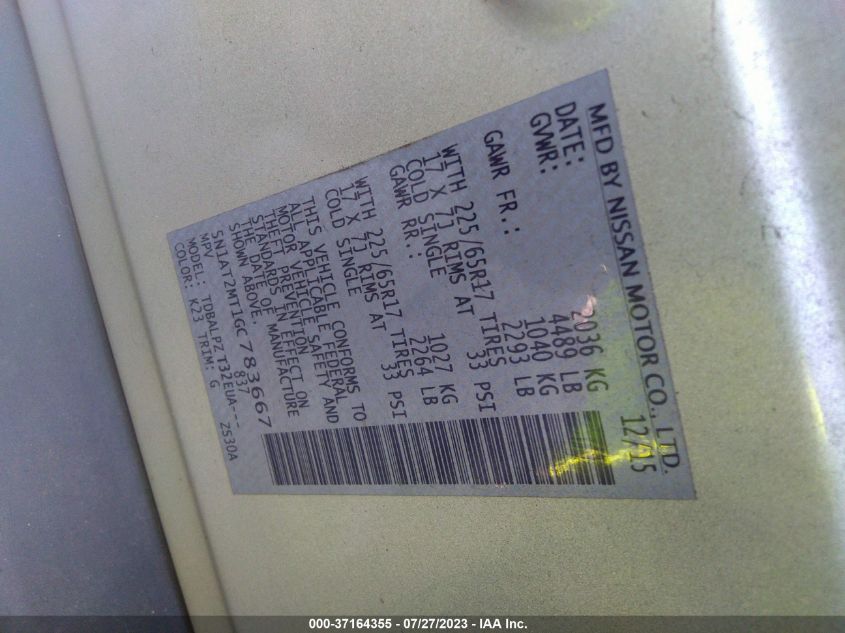 MFD BY NISSAN MOTOR CO., LTD.
DATE: 12/15
GVWR: 2036 KG
4489 LB
GAWR FR.: 1040 KG
2293 LB
WITH 225/65R17 TIRES
17 X 7J RIMS AT 33 PSI
COLD SINGLE
GAWR RR.: 1027 KG
2264 LB
WITH 225/65R17 TIRES
17 X 7J RIMS AT 33 PSI
COLD SINGLE
THIS VEHICLE CONFORMS TO
ALL APPLICABLE FEDERAL
MOTOR VEHICLE SAFETY AND
THEFT PREVENTION
STANDARDS IN EFFECT ON
THE DATE OF MANUFACTURE
SHOWN ABOVE.
5N1AT2MT1GC783667
MPV 837
MODEL: TDBALPZ T32EUA--- ZS30A
COLOR: K23 TRIM: G
000-37164355 - 07/27/2023 - IAA Inc.